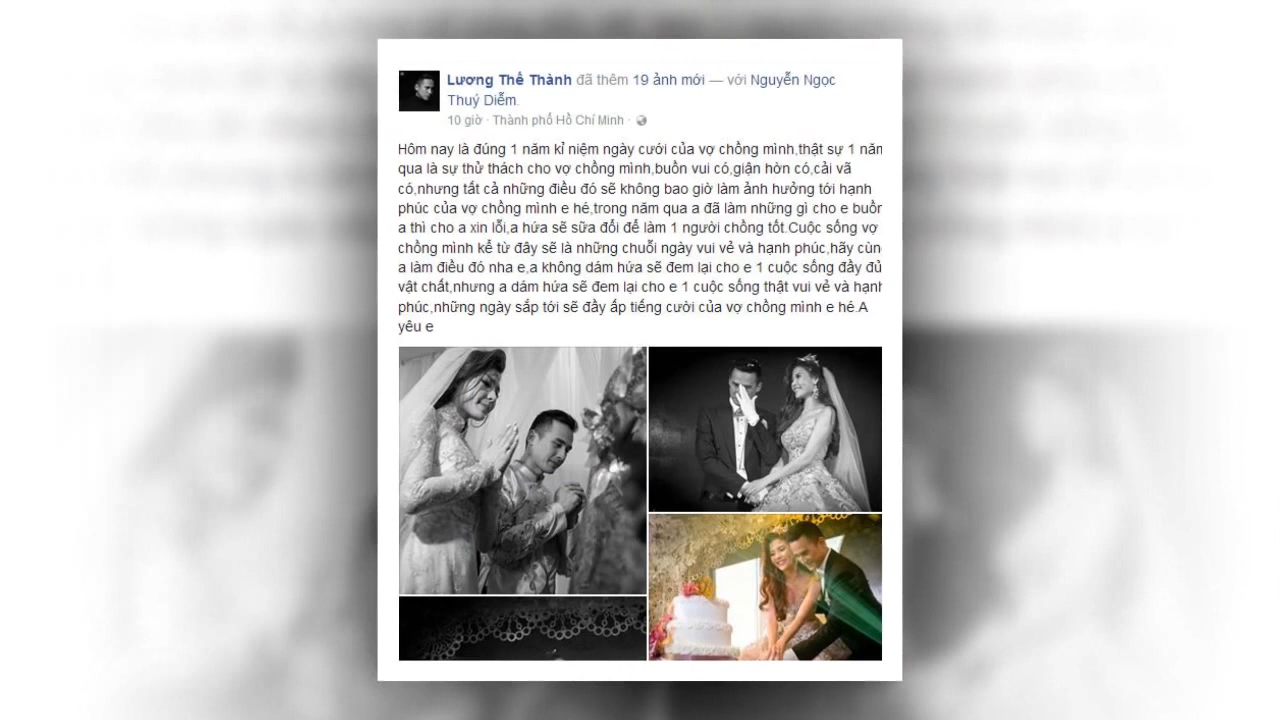 Lương Thế Thành đã thêm 19 ảnh mới — với Nguyễn Ngọc
Thuý Diễm.
10 giờ · Thành phố Hồ Chí Minh ·
Hôm nay là đúng 1 năm kỉ niệm ngày cưới của vợ chồng mình,thật sự 1 năm
qua là sự thử thách cho vợ chồng mình,buồn vui có,giận hờn có,cải vã
có,nhưng tất cả những điều đó sẽ không bao giờ làm ảnh hưởng tới hạnh
phúc của vợ chồng mình e hé,trong năm qua a đã làm những gì cho e buồn
a thì cho a xin lỗi,a hứa sẽ sữa đổi để làm 1 người chồng tốt.Cuộc sống vợ
chồng mình kể từ đây sẽ là những chuỗi ngày vui vẻ và hạnh phúc,hãy cùng
a làm điều đó nha e,a không dám hứa sẽ đem lại cho e 1 cuộc sống đầy đủ
vật chất,nhưng a dám hứa sẽ đem lại cho e 1 cuộc sống thật vui vẻ và hạnh
phúc,những ngày sắp tới sẽ đầy ắp tiếng cười của vợ chồng mình e hé.A
yêu e